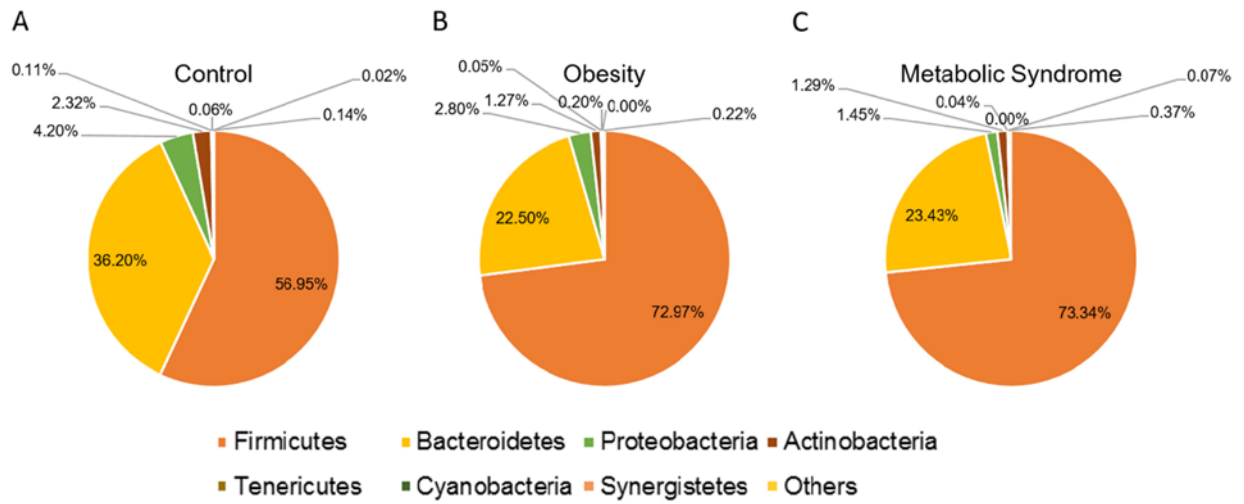 A B C
Control Obesity Metabolic Syndrome
0.11% 0.02% 0.05% 0.07%
2.32% 0.06% 0.14% 1.27% 0.20% 0.00% 1.29% 0.04%
4.20% 2.80% 0.22% 1.45% 0.00% 0.37%
36.20% 22.50% 23.43%
56.95% 72.97% 73.34%
Firmicutes Bacteroidetes Proteobacteria Actinobacteria
Tenericutes Cyanobacteria Synergistetes Others